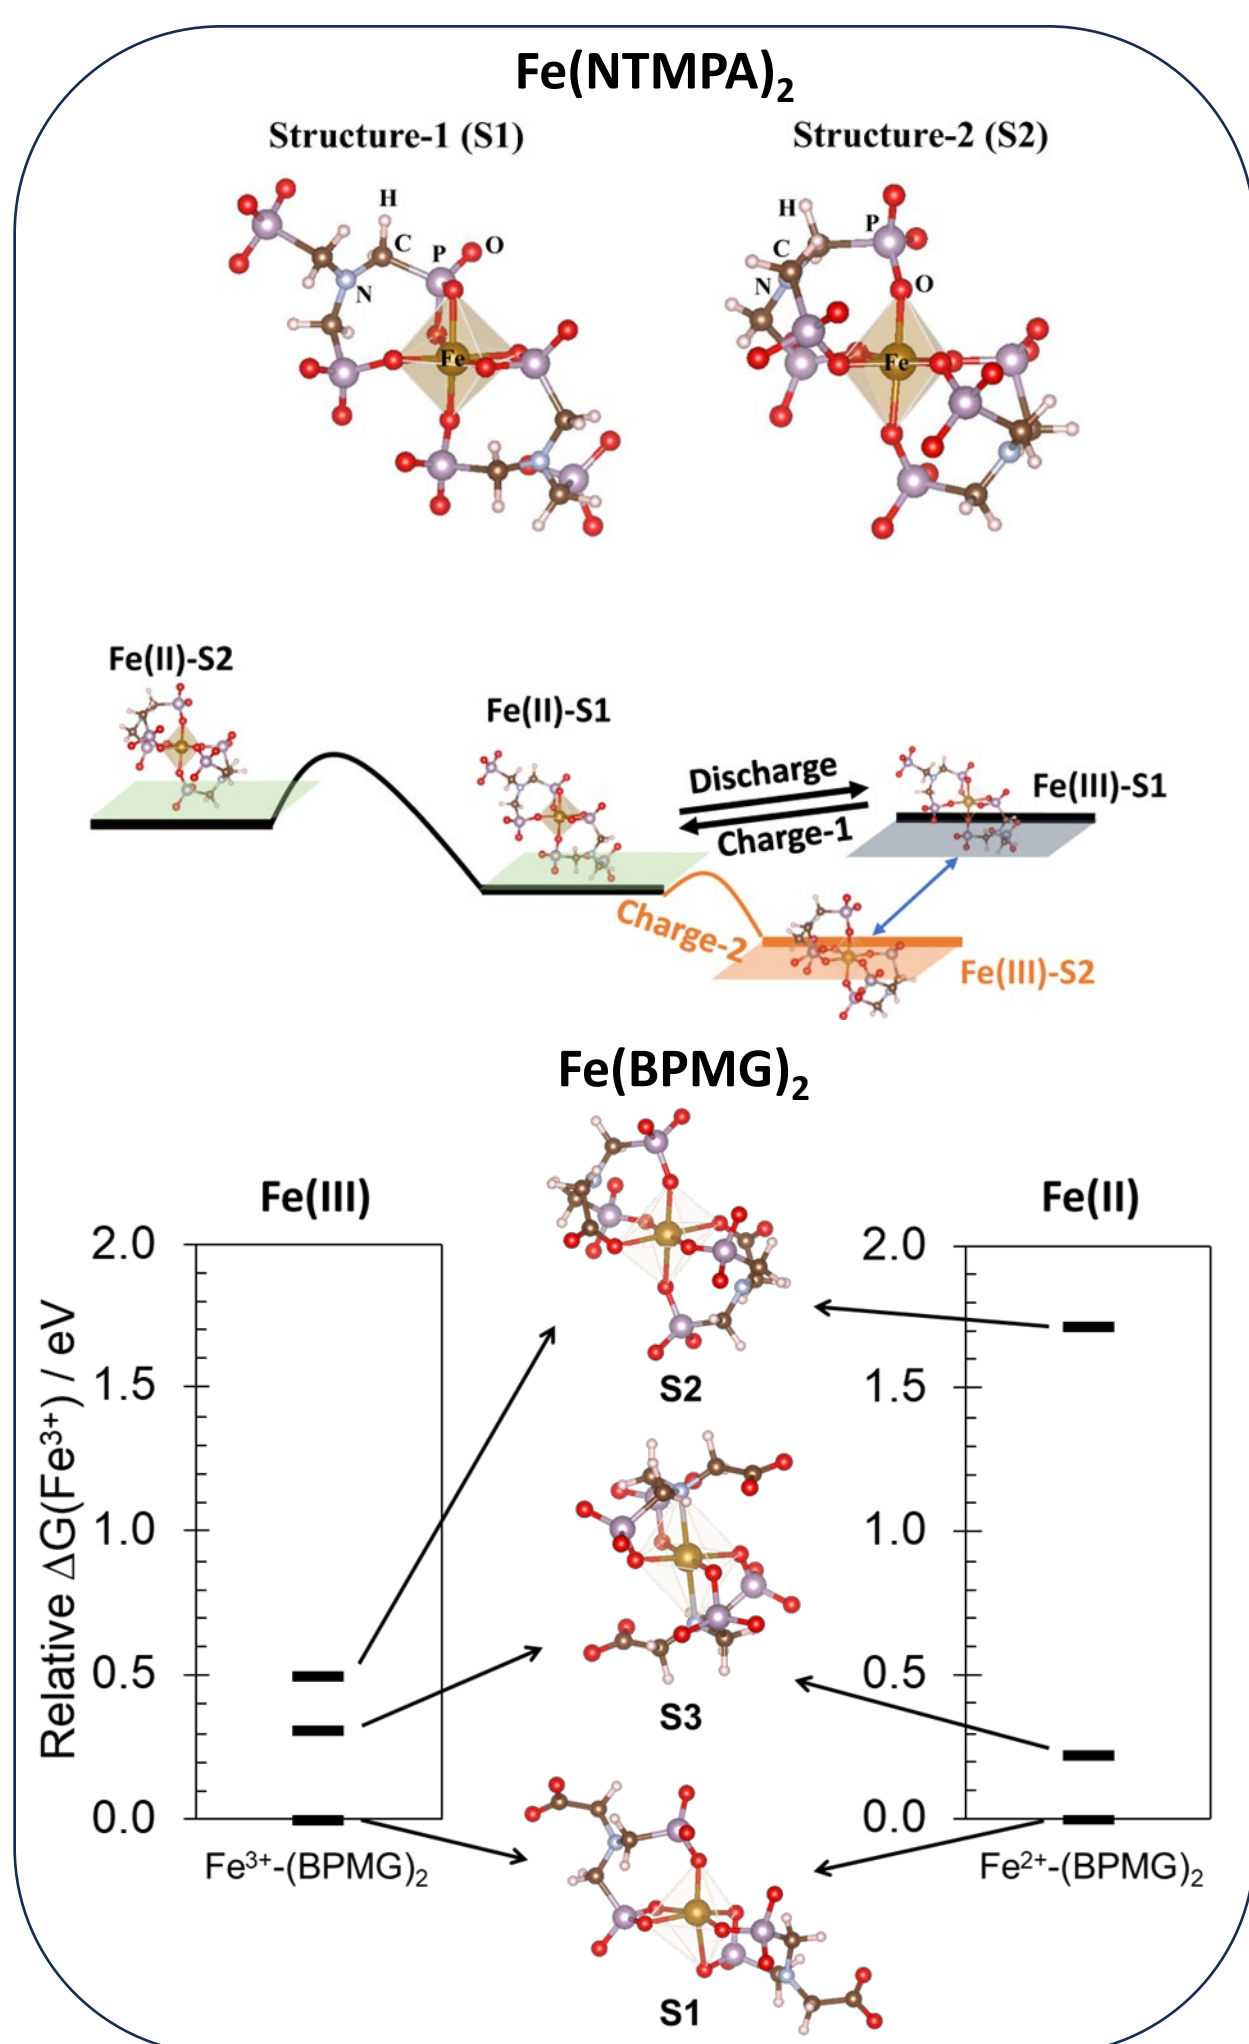 Fe(NTMPA)₂
Structure-1 (S1)
Structure-2 (S2)
H
C
P
O
N
Fe
H
P
C
N
O
Fe
Fe(II)-S2
Fe(II)-S1
Discharge
Charge-1
Fe(III)-S1
Charge-2
Fe(III)-S2
Fe(BPMG)₂
Fe(III)
Fe(II)
Relative ΔG(Fe³⁺) / eV
2.0
1.5
1.0
0.5
0.0
Fe³⁺-(BPMG)₂
S2
S3
S1
2.0
1.5
1.0
0.5
0.0
Fe²⁺-(BPMG)₂